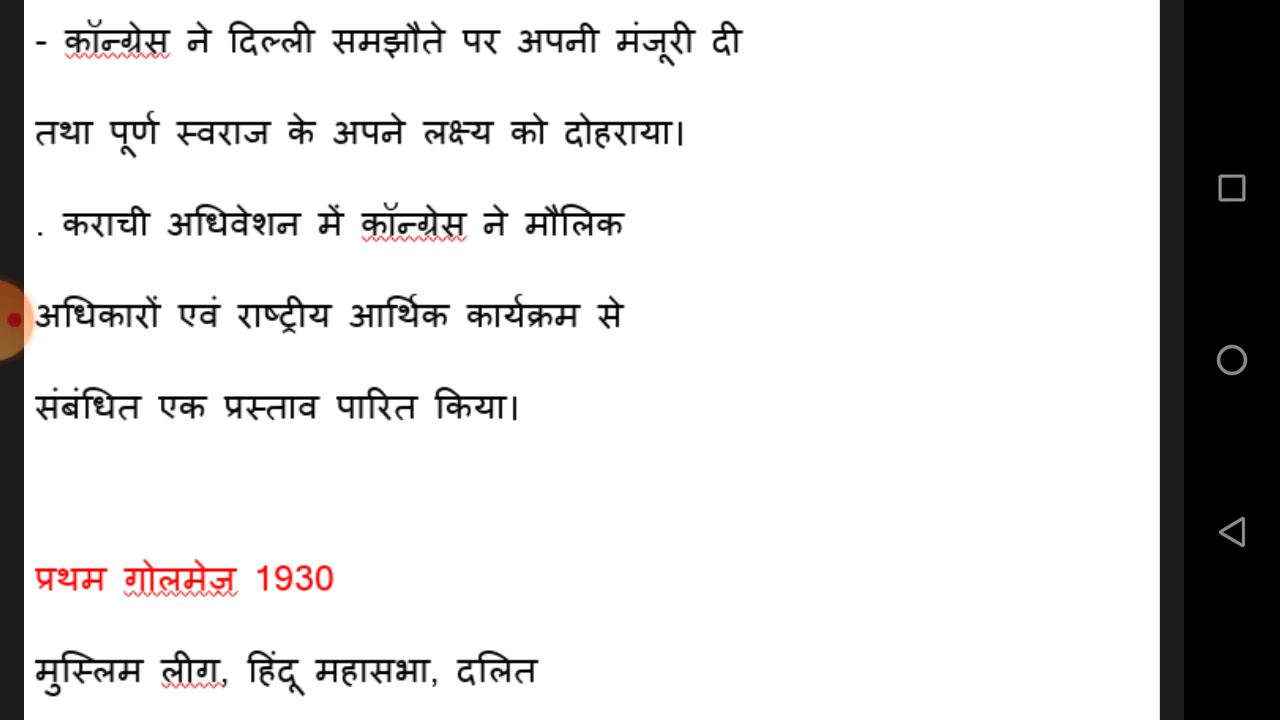 - कॉन्ग्रेस ने दिल्ली समझौते पर अपनी मंजूरी दी
तथा पूर्ण स्वराज के अपने लक्ष्य को दोहराया।
. कराची अधिवेशन में कॉन्ग्रेस ने मौलिक
अधिकारों एवं राष्ट्रीय आर्थिक कार्यक्रम से
संबंधित एक प्रस्ताव पारित किया।
प्रथम गोलमेज़ 1930
मुस्लिम लीग, हिंदू महासभा, दलित